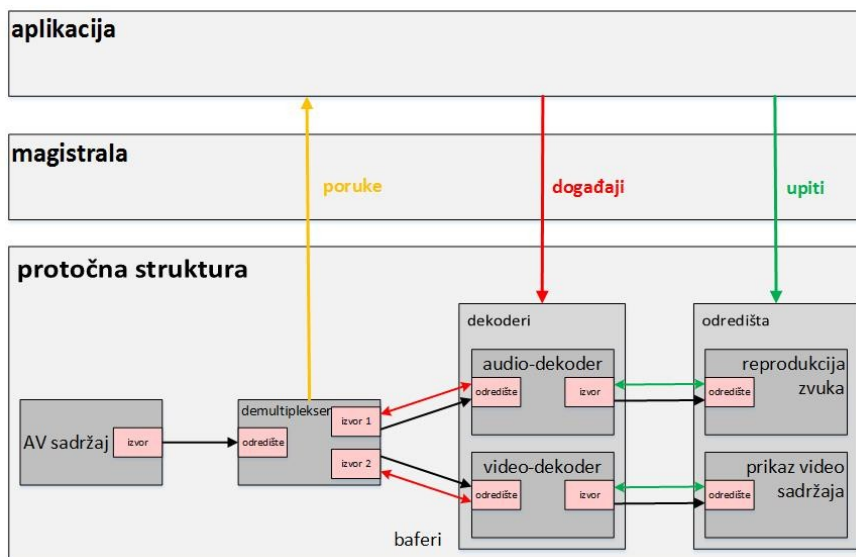 aplikacija
magistrala
poruke
događaji
upiti
protočna struktura
dekoderi
odredišta
audio-dekoder
odredište
izvor
reprodukcija
zvuka
odredište
AV sadržaj
izvor
demultiplekser
odredište
izvor 1
izvor 2
video-dekoder
odredište
izvor
prikaz video
sadržaja
odredište
baferi